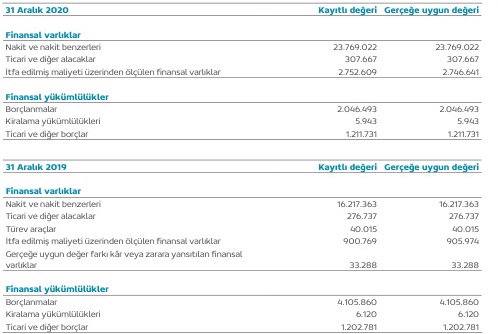 31 Aralık 2020 Kayıtlı değeri Gerçeğe uygun değeri
Finansal varlıklar
Nakit ve nakit benzerleri 23.769.022 23.769.022
Ticari ve diğer alacaklar 307.667 307.667
İtfa edilmiş maliyeti üzerinden ölçülen finansal varlıklar 2.752.609 2.746.641
Finansal yükümlülükler
Borçlanmalar 2.046.493 2.046.493
Kiralama yükümlülükleri 5.943 5.943
Ticari ve diğer borçlar 1.211.731 1.211.731
31 Aralık 2019 Kayıtlı değeri Gerçeğe uygun değeri
Finansal varlıklar
Nakit ve nakit benzerleri 16.217.363 16.217.363
Ticari ve diğer alacaklar 276.737 276.737
Türev araçlar 40.015 40.015
İtfa edilmiş maliyeti üzerinden ölçülen finansal varlıklar 900.769 905.974
Gerçeğe uygun değer farkı kâr veya zarara yansıtılan finansal
varlıklar 33.288 33.288
Finansal yükümlülükler
Borçlanmalar 4.105.860 4.105.860
Kiralama yükümlülükleri 6.120 6.120
Ticari ve diğer borçlar 1.202.781 1.202.781